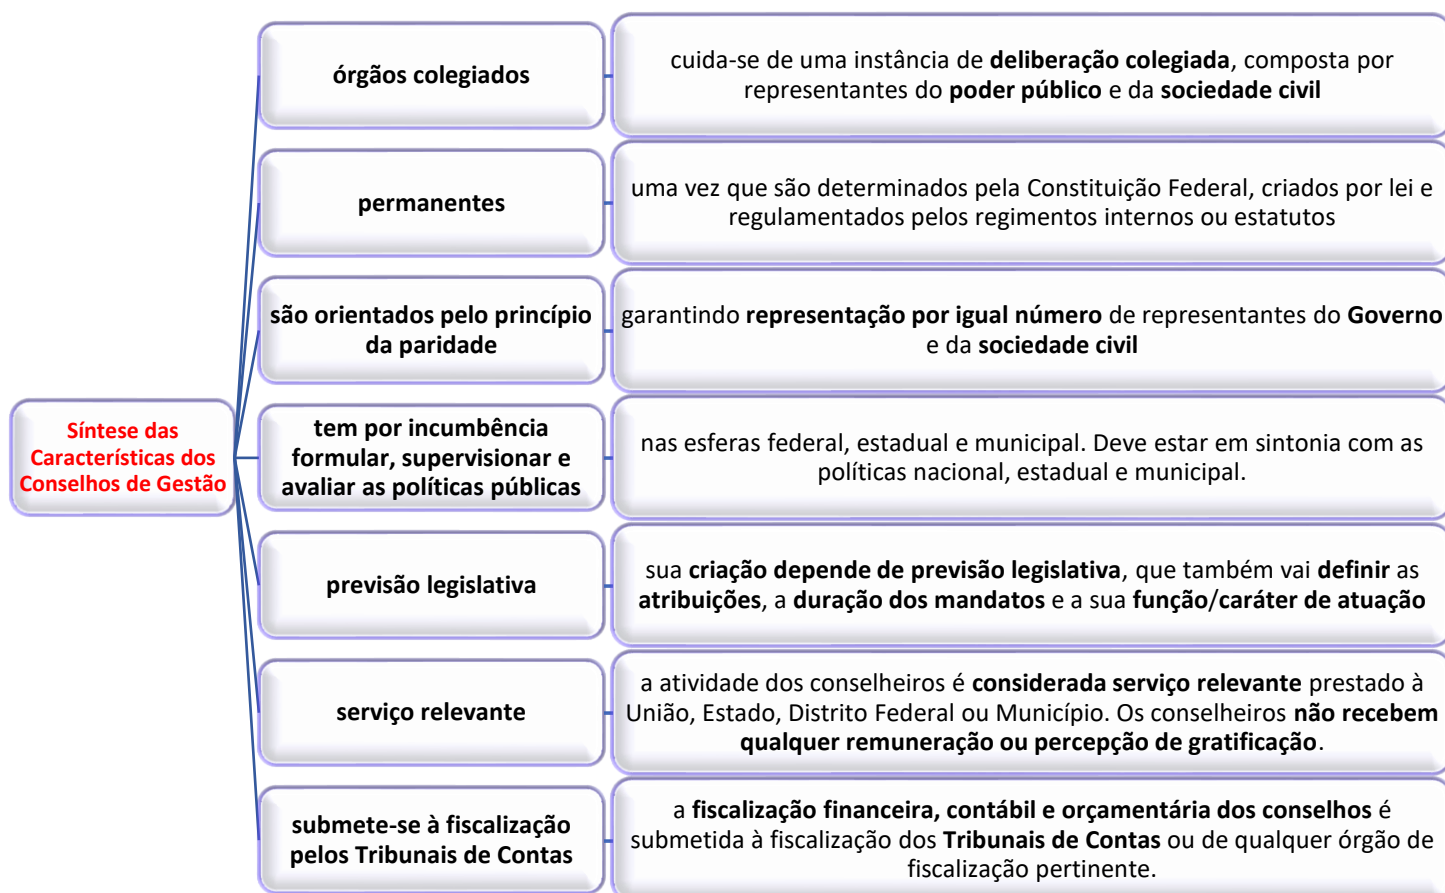 Síntese das
Características dos
Conselhos de Gestão
órgãos colegiados
cuida-se de uma instância de deliberação colegiada, composta por
representantes do poder público e da sociedade civil
permanentes
uma vez que são determinados pela Constituição Federal, criados por lei e
regulamentados pelos regimentos internos ou estatutos
são orientados pelo princípio
da paridade
garantindo representação por igual número de representantes do Governo
e da sociedade civil
tem por incumbência
formular, supervisionar e
avaliar as políticas públicas
nas esferas federal, estadual e municipal. Deve estar em sintonia com as
políticas nacional, estadual e municipal.
previsão legislativa
sua criação depende de previsão legislativa, que também vai definir as
atribuições, a duração dos mandatos e a sua função/caráter de atuação
serviço relevante
a atividade dos conselheiros é considerada serviço relevante prestado à
União, Estado, Distrito Federal ou Município. Os conselheiros não recebem
qualquer remuneração ou percepção de gratificação.
submete-se à fiscalização
pelos Tribunais de Contas
a fiscalização financeira, contábil e orçamentária dos conselhos é
submetida à fiscalização dos Tribunais de Contas ou de qualquer órgão de
fiscalização pertinente.